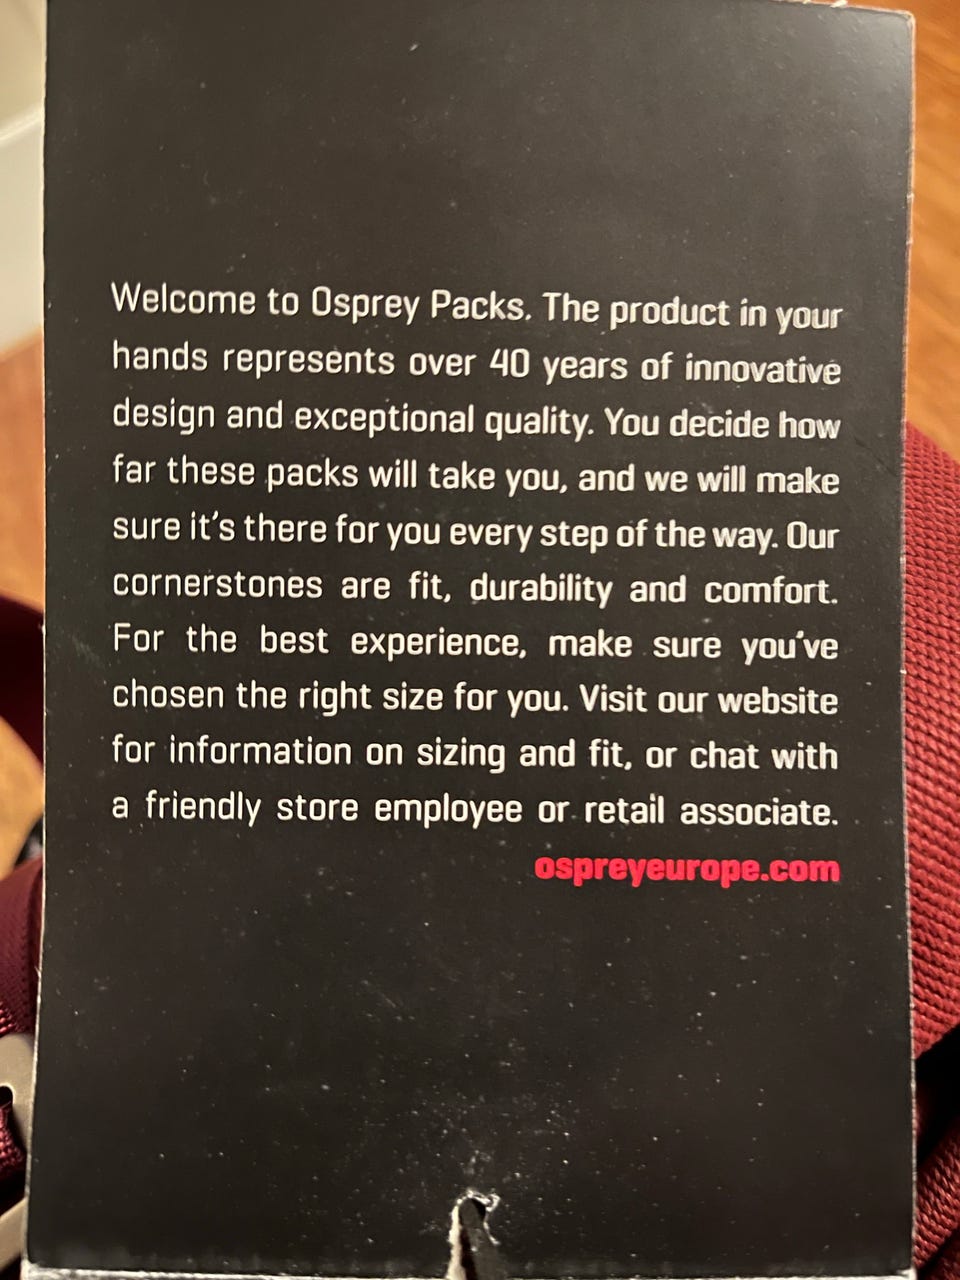 Welcome to Osprey Packs. The product in your
hands represents over 40 years of innovative
design and exceptional quality. You decide how
far these packs will take you, and we will make
sure it's there for you every step of the way. Our
cornerstones are fit, durability and comfort.
For the best experience, make sure you've
chosen the right size for you. Visit our website
for information on sizing and fit, or chat with
a friendly store employee or retail associate.
ospreyeurope.com